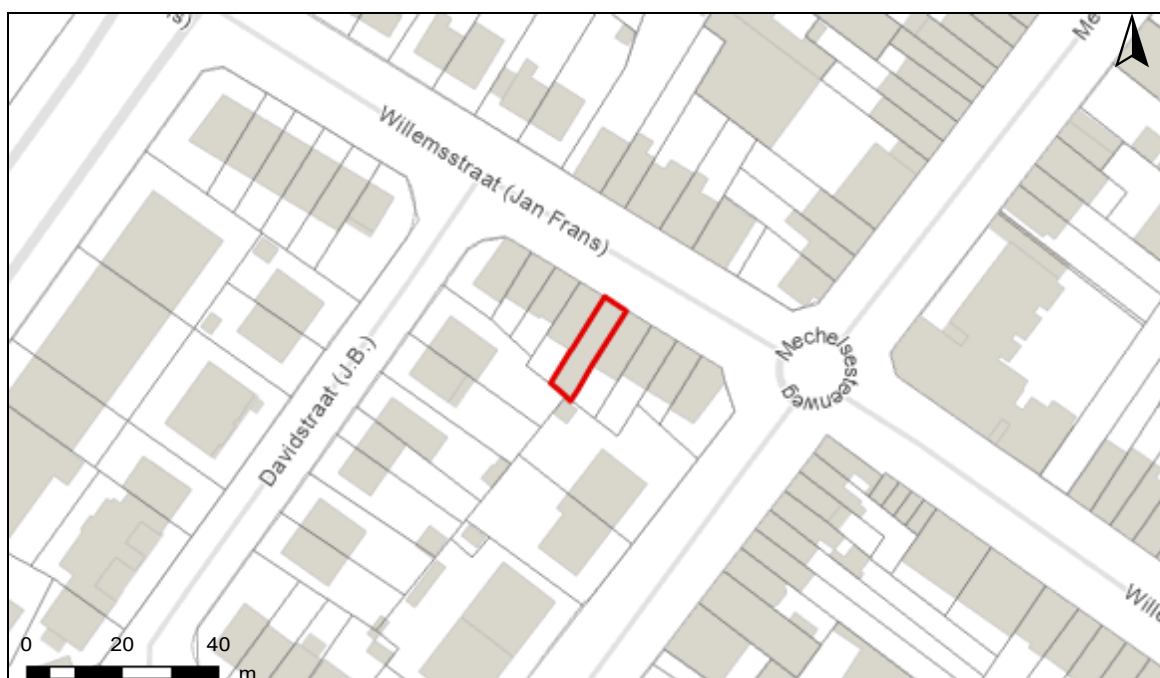 Willemsstraat (Jan Frans)
Mechelsesteenweg
Davidstraat (J.B.)
0 20 40
m